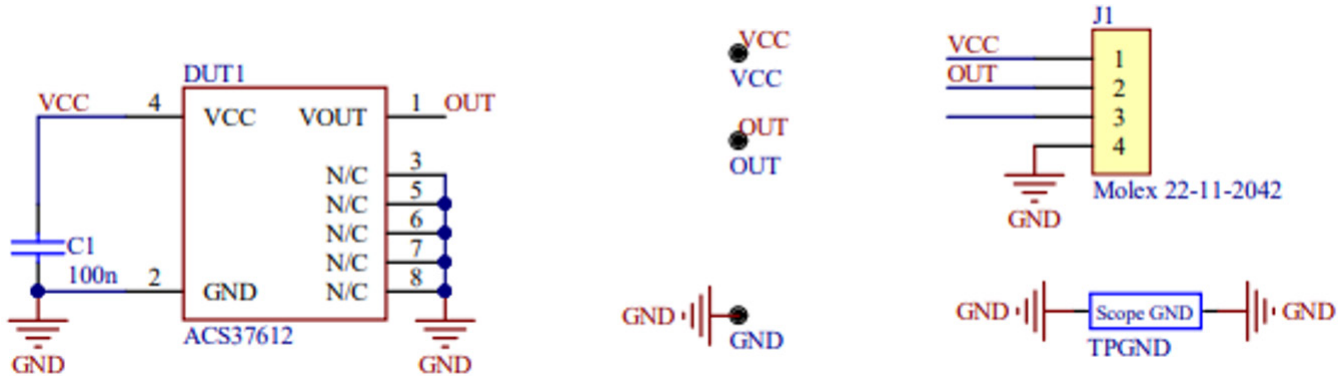 DUT1
VCC
4
VCC
VOUT
1
OUT
N/C
3
N/C
5
N/C
6
N/C
7
N/C
8
C1
100n
2
GND
ACS37612
GND
GND
VCC
VCC
OUT
OUT
GND
GND
J1
VCC
1
OUT
2
3
4
Molex 22-11-2042
GND
GND
Scope GND
GND
TPGND